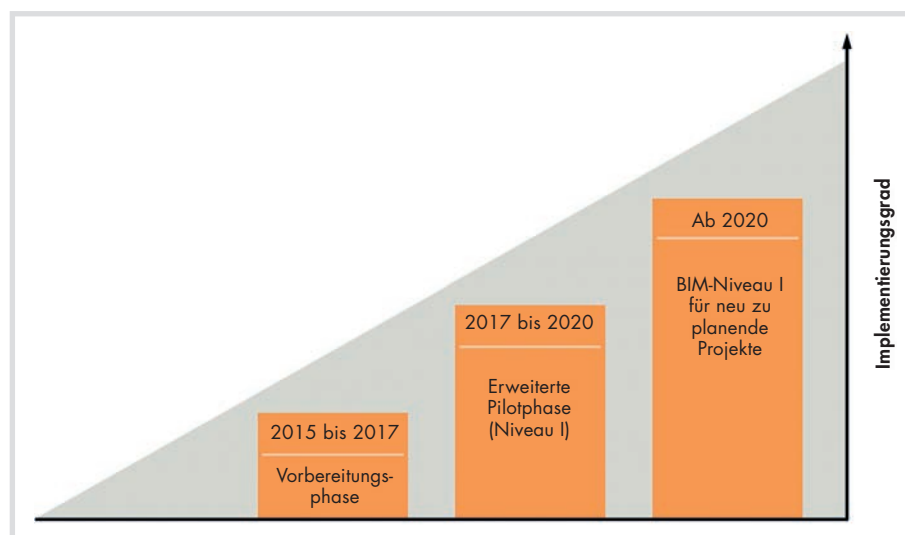 2015 bis 2017
Vorbereitungs-
phase
2017 bis 2020
Erweiterte
Pilotphase
(Niveau I)
Ab 2020
BIM-Niveau I
für neu zu
planende
Projekte
Implementierungsgrad